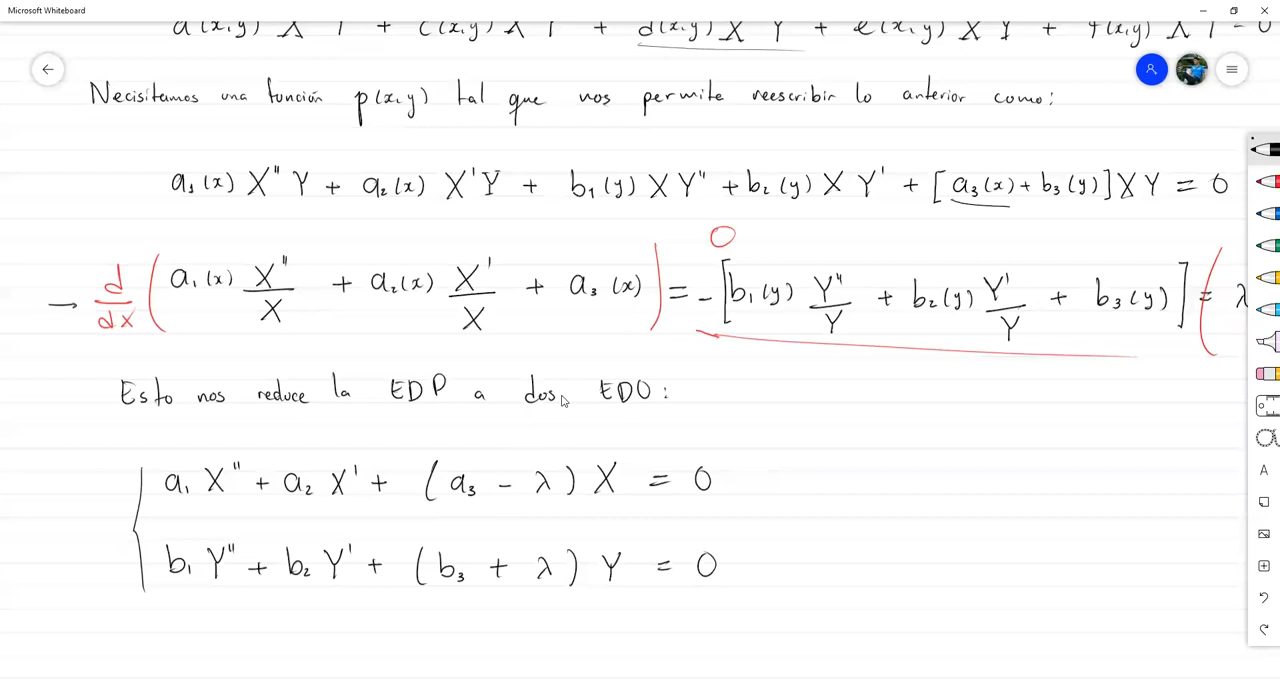 Microsoft Whiteboard
a(x,y) X" Y + c(x,y) X Y" + d(x,y) X' Y + e(x,y) X Y' + f(x,y) X Y = 0
Necisitamos una función p(x,y) tal que nos permite reescribir lo anterior como:
a₁(x) X" Y + a₂(x) X' Y + b₁(y) X Y" + b₂(y) X Y' + [a₃(x) + b₃(y)] X Y = 0
0
→ d/dx ( a₁(x) X"/X + a₂(x) X'/X + a₃(x) ) = - [ b₁(y) Y"/Y + b₂(y) Y'/Y + b₃(y) ] = ( λ
Esto nos reduce la EDP a dos EDO:
a₁ X" + a₂ X' + (a₃ - λ) X = 0
b₁ Y" + b₂ Y' + (b₃ + λ) Y = 0